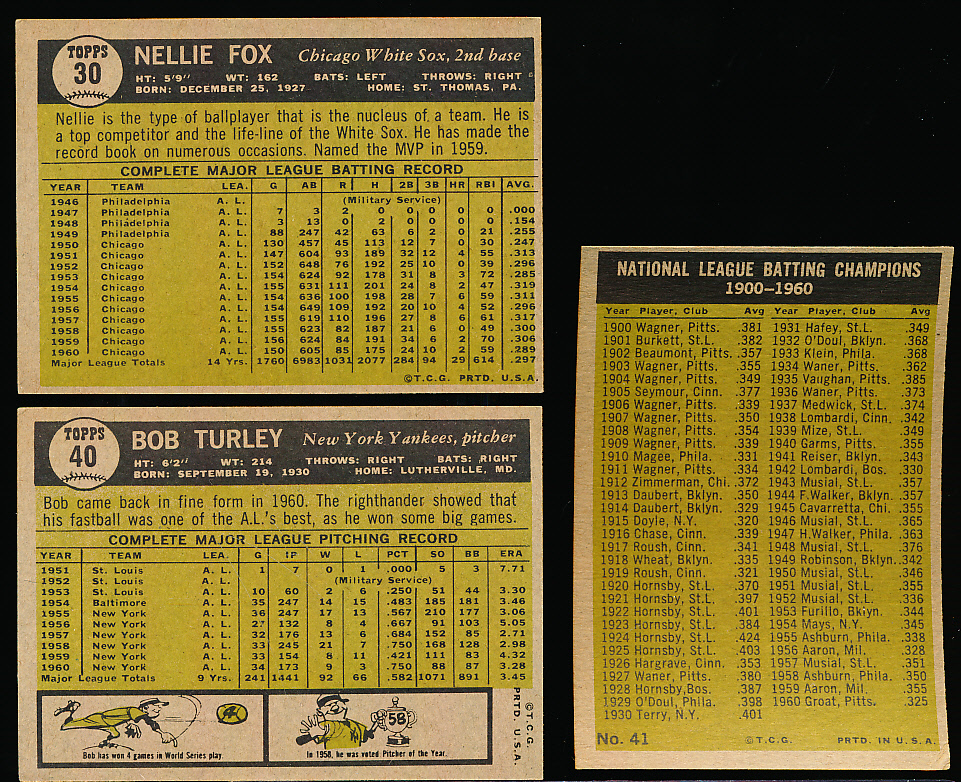 TOPPS
30
NELLIE FOX Chicago White Sox, 2nd base
HT: 5'9" WT: 162 BATS: LEFT THROWS: RIGHT
BORN: DECEMBER 25, 1927 HOME: ST. THOMAS, PA.
Nellie is the type of ballplayer that is the nucleus of a team. He is
a top competitor and the life-line of the White Sox. He has made the
record book on numerous occasions. Named the MVP in 1959.
COMPLETE MAJOR LEAGUE BATTING RECORD
YEAR TEAM LEA. G AB R H 2B 3B HR RBI AVG.
1946 Philadelphia A. L. (Military Service)
1947 Philadelphia A. L. 7 3 2 0 0 0 0 0 .000
1948 Philadelphia A. L. 3 13 0 2 0 0 0 0 .154
1949 Philadelphia A. L. 88 247 42 63 6 2 0 21 .255
1950 Chicago A. L. 130 457 45 113 12 7 0 30 .247
1951 Chicago A. L. 147 604 93 189 32 12 4 55 .313
1952 Chicago A. L. 152 648 76 192 25 10 0 39 .296
1953 Chicago A. L. 154 624 92 178 31 8 3 72 .285
1954 Chicago A. L. 155 631 111 201 24 8 2 47 .319
1955 Chicago A. L. 154 636 100 198 28 7 6 59 .311
1956 Chicago A. L. 154 649 109 192 20 10 4 52 .296
1957 Chicago A. L. 155 619 110 196 27 8 6 61 .317
1958 Chicago A. L. 155 623 82 187 21 6 0 49 .300
1959 Chicago A. L. 156 624 84 191 34 6 2 70 .306
1960 Chicago A. L. 150 605 85 175 24 10 2 59 .289
Major League Totals 14 Yrs. 1760 6983 1031 2077 284 94 29 614 .297
©T.C.G. PRTD. U.S.A.
TOPPS
40
BOB TURLEY New York Yankees, pitcher
HT: 6'2" WT: 214 THROWS: RIGHT BATS: RIGHT
BORN: SEPTEMBER 19, 1930 HOME: LUTHERVILLE, MD.
Bob came back in fine form in 1960. The righthander showed that
his fastball was one of the A.L.'s best, as he won some big games.
COMPLETE MAJOR LEAGUE PITCHING RECORD
YEAR TEAM LEA. G IP W L PCT SO BB ERA
1951 St. Louis A. L. 1 7 0 1 .000 5 3 7.71
1952 St. Louis A. L. (Military Service)
1953 St. Louis A. L. 10 60 2 6 .250 51 44 3.30
1954 Baltimore A. L. 35 247 14 15 .483 185 181 3.46
1955 New York A. L. 36 247 17 13 .567 210 177 3.06
1956 New York A. L. 27 132 8 4 .667 91 103 5.05
1957 New York A. L. 32 176 13 6 .684 152 85 2.71
1958 New York A. L. 33 245 21 7 .750 168 128 2.98
1959 New York A. L. 33 154 8 11 .421 111 83 4.32
1960 New York A. L. 34 173 9 3 .750 88 87 3.28
Major League Totals 9 Yrs. 241 1441 92 66 .582 1071 891 3.45
Bob has won 4 games in World Series play.
58
In 1958, he was voted Pitcher of the Year.
©T.C.G.
PRTD. U.S.A.
NATIONAL LEAGUE BATTING CHAMPIONS
1900-1960
Year Player, Club Avg Year Player, Club Avg
1900 Wagner, Pitts. .381 1931 Hafey, St.L. .349
1901 Burkett, St.L. .382 1932 O'Doul, Bklyn. .368
1902 Beaumont, Pitts. .357 1933 Klein, Phila. .368
1903 Wagner, Pitts. .355 1934 Waner, Pitts. .362
1904 Wagner, Pitts. .349 1935 Vaughan, Pitts. .385
1905 Seymour, Cinn. .377 1936 Waner, Pitts. .373
1906 Wagner, Pitts. .339 1937 Medwick, St.L. .374
1907 Wagner, Pitts. .350 1938 Lombardi, Cinn. .342
1908 Wagner, Pitts. .354 1939 Mize, St.L. .349
1909 Wagner, Pitts. .339 1940 Garms, Pitts. .355
1910 Magee, Phila. .331 1941 Reiser, Bklyn. .343
1911 Wagner, Pitts. .334 1942 Lombardi, Bos. .330
1912 Zimmerman, Chi. .372 1943 Musial, St.L. .357
1913 Daubert, Bklyn. .350 1944 F.Walker, Bklyn. .357
1914 Daubert, Bklyn. .329 1945 Cavarretta, Chi. .355
1915 Doyle, N.Y. .320 1946 Musial, St.L. .365
1916 Chase, Cinn. .339 1947 H.Walker, Phila. .363
1917 Roush, Cinn. .341 1948 Musial, St.L. .376
1918 Wheat, Bklyn. .335 1949 Robinson, Bklyn. .342
1919 Roush, Cinn. .321 1950 Musial, St.L. .346
1920 Hornsby, St.L. .370 1951 Musial, St.L. .355
1921 Hornsby, St.L. .397 1952 Musial, St.L. .336
1922 Hornsby, St.L. .401 1953 Furillo, Bklyn. .344
1923 Hornsby, St.L. .384 1954 Mays, N.Y. .345
1924 Hornsby, St.L. .424 1955 Ashburn, Phila. .338
1925 Hornsby, St.L. .403 1956 Aaron, Mil. .328
1926 Hargrave, Cinn. .353 1957 Musial, St.L. .351
1927 Waner, Pitts. .380 1958 Ashburn, Phila. .350
1928 Hornsby,Bos. .387 1959 Aaron, Mil. .355
1929 O'Doul, Phila. .398 1960 Groat, Pitts. .325
1930 Terry, N.Y. .401
No. 41 ©T.C.G. PRTD. IN U.S.A.